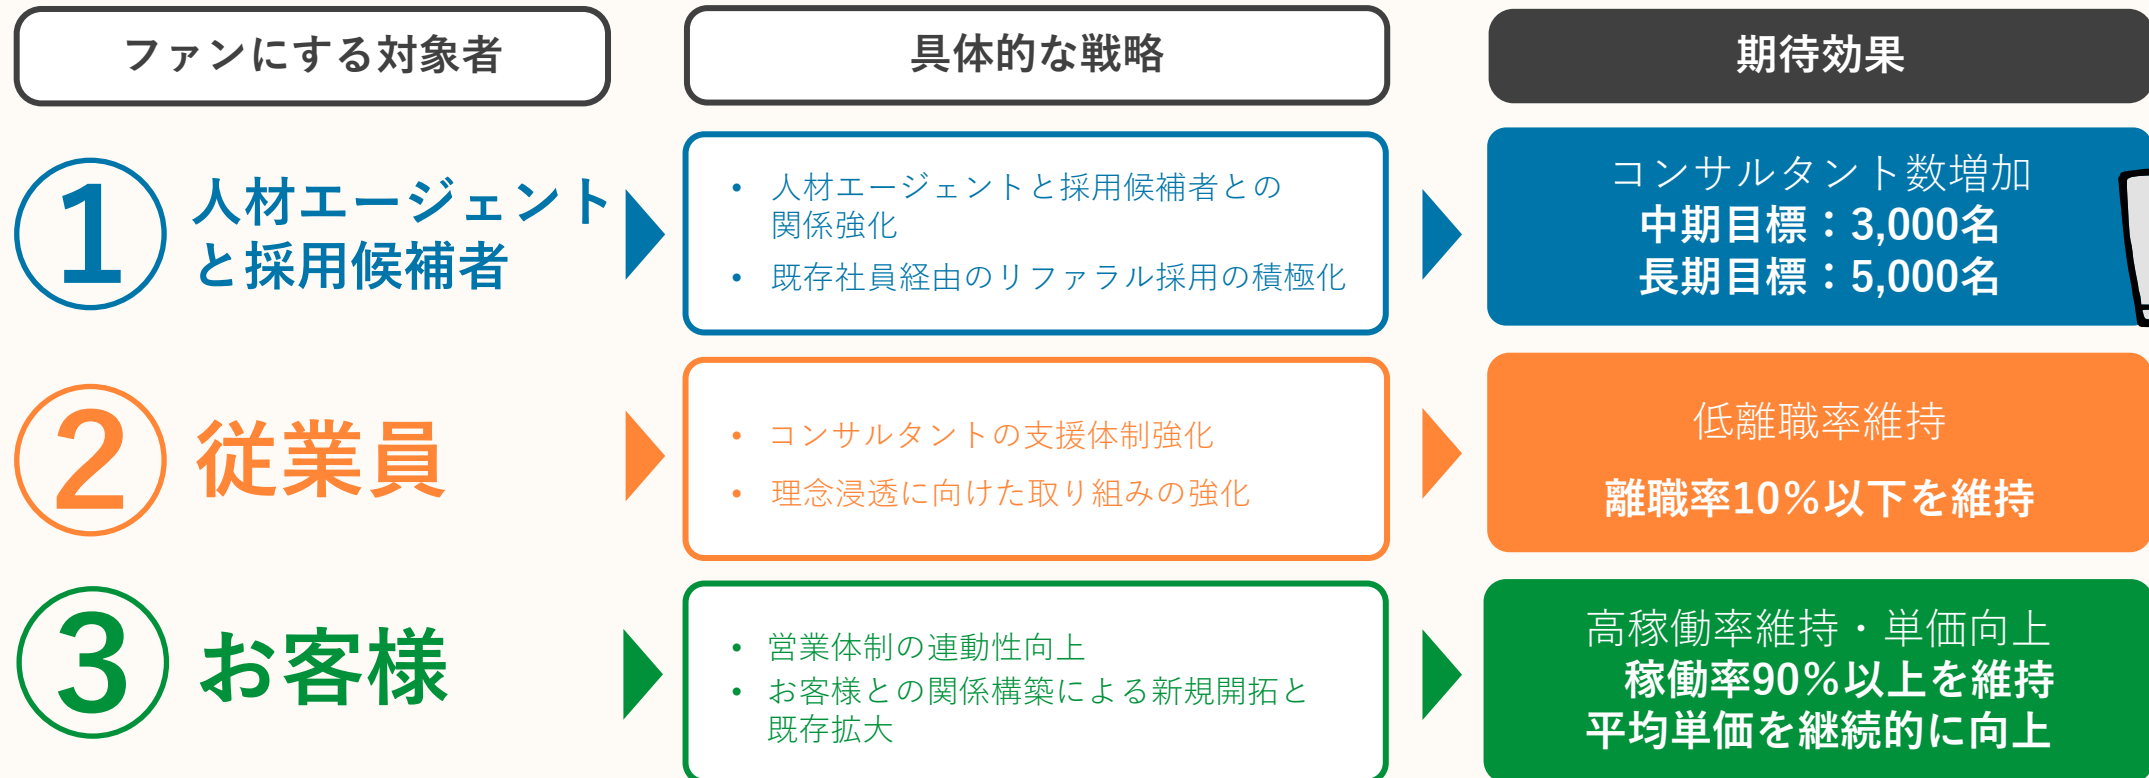 ファンにする対象者
具体的な戦略
期待効果
1
人材エージェント
と採用候補者
• 人材エージェントと採用候補者との
関係強化
• 既存社員経由のリファラル採用の積極化
コンサルタント数増加
中期目標：3,000名
長期目標：5,000名
2
従業員
• コンサルタントの支援体制強化
• 理念浸透に向けた取り組みの強化
低離職率維持
離職率10％以下を維持
3
お客様
• 営業体制の連動性向上
• お客様との関係構築による新規開拓と
既存拡大
高稼働率維持・単価向上
稼働率90％以上を維持
平均単価を継続的に向上